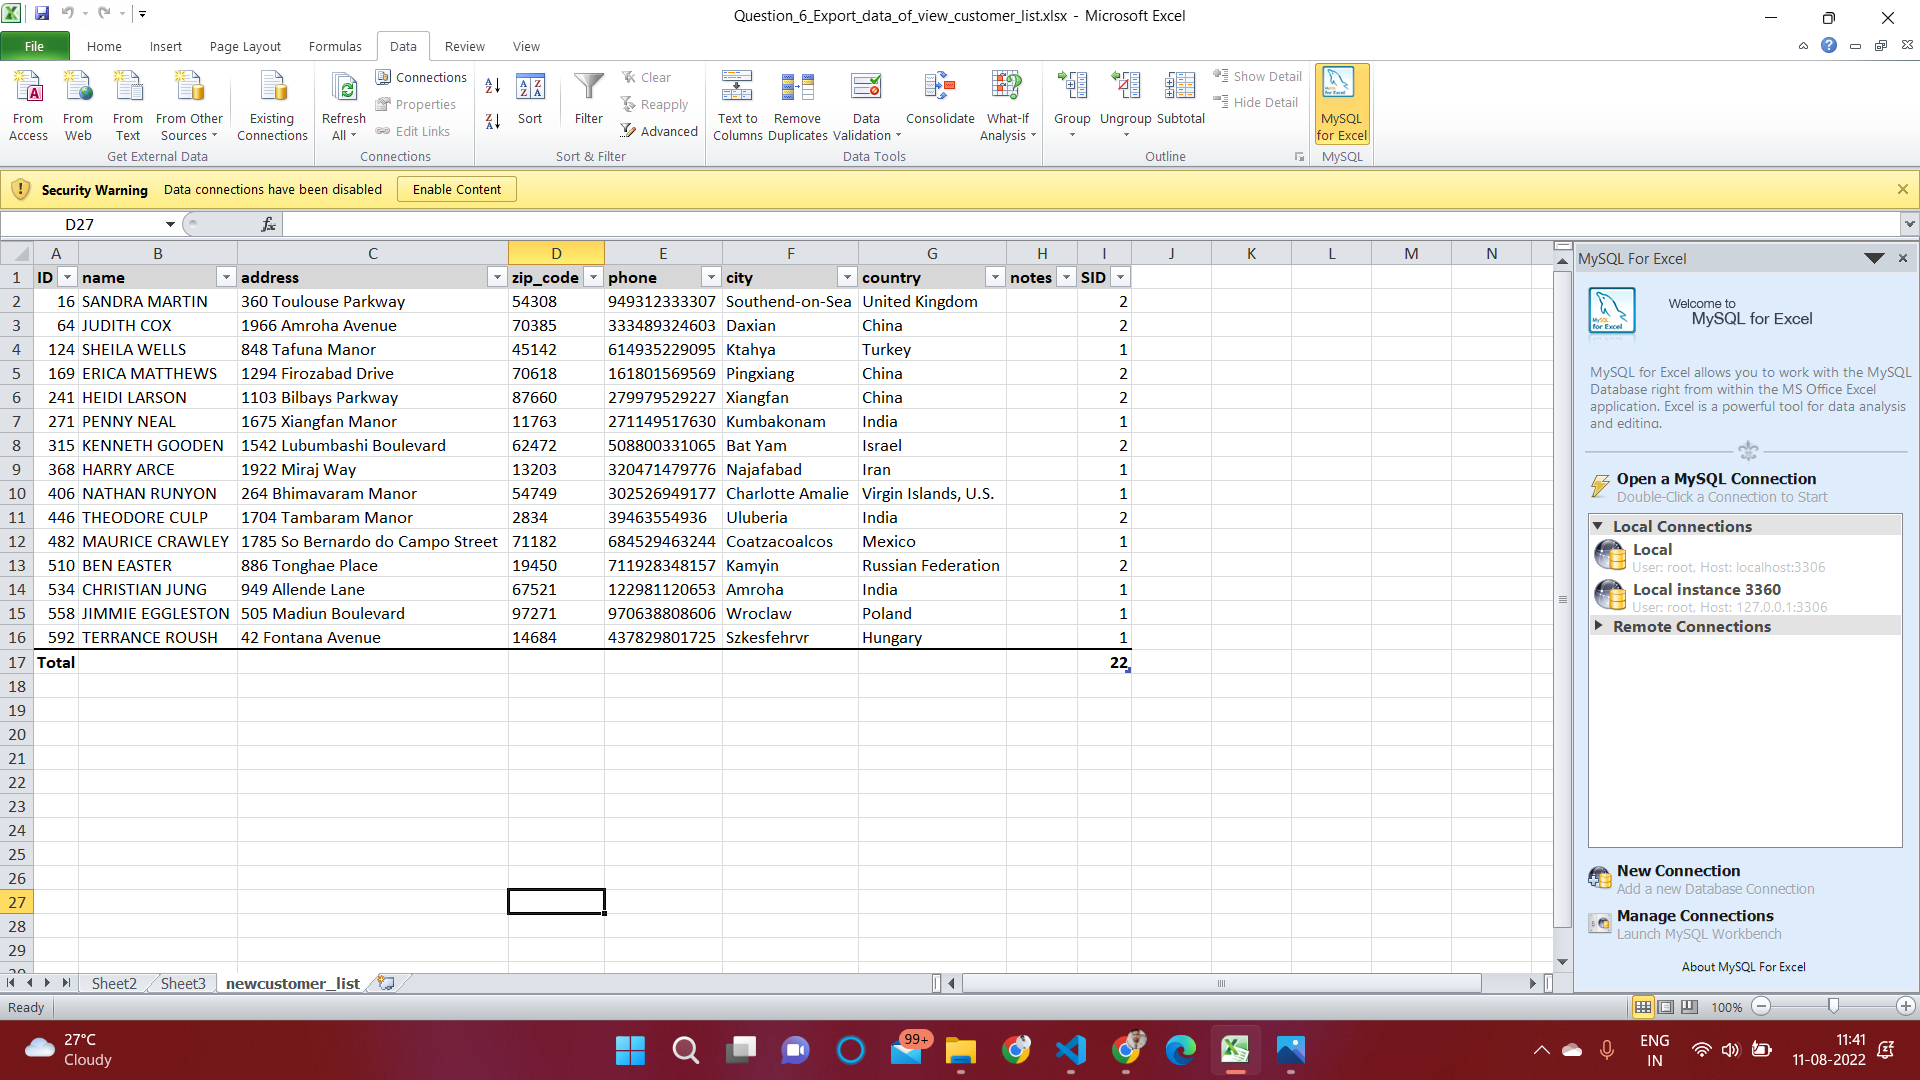 Question_6_Export_data_of_view_customer_list.xlsx - Microsoft Excel
File Home Insert Page Layout Formulas Data Review View
From Access
From Web
From Text
From Other Sources
Existing Connections
Get External Data
Refresh All
Connections
Properties
Edit Links
Connections
Sort
Filter
Clear
Reapply
Advanced
Sort & Filter
Text to Columns
Remove Duplicates
Data Validation
Consolidate
What-If Analysis
Data Tools
Group
Ungroup
Subtotal
Show Detail
Hide Detail
Outline
MySQL for Excel
MySQL
Security Warning Data connections have been disabled Enable Content
D27 fx
A B C D E F G H I J K L M N
1 ID name address zip_code phone city country notes SID
2 16 SANDRA MARTIN 360 Toulouse Parkway 54308 949312333307 Southend-on-Sea United Kingdom 2
3 64 JUDITH COX 1966 Amroha Avenue 70385 333489324603 Daxian China 2
4 124 SHEILA WELLS 848 Tafuna Manor 45142 614935229095 Ktahya Turkey 1
5 169 ERICA MATTHEWS 1294 Firozabad Drive 70618 161801569569 Pingxiang China 2
6 241 HEIDI LARSON 1103 Bilbays Parkway 87660 279979529227 Xiangfan China 2
7 271 PENNY NEAL 1675 Xiangfan Manor 11763 271149517630 Kumbakonam India 1
8 315 KENNETH GOODEN 1542 Lubumbashi Boulevard 62472 508800331065 Bat Yam Israel 2
9 368 HARRY ARCE 1922 Miraj Way 13203 320471479776 Najafabad Iran 1
10 406 NATHAN RUNYON 264 Bhimavaram Manor 54749 302526949177 Charlotte Amalie Virgin Islands, U.S. 1
11 446 THEODORE CULP 1704 Tambaram Manor 2834 39463554936 Uluberia India 2
12 482 MAURICE CRAWLEY 1785 So Bernardo do Campo Street 71182 684529463244 Coatzacoalcos Mexico 1
13 510 BEN EASTER 886 Tonghae Place 19450 711928348157 Kamyin Russian Federation 2
14 534 CHRISTIAN JUNG 949 Allende Lane 67521 122981120653 Amroha India 1
15 558 JIMMIE EGGLESTON 505 Madiun Boulevard 97271 970638808606 Wroclaw Poland 1
16 592 TERRANCE ROUSH 42 Fontana Avenue 14684 437829801725 Szkesfehrvr Hungary 1
17 Total 22
18
19
20
21
22
23
24
25
26
27
28
29
MySQL For Excel
Welcome to
MySQL for Excel
MySQL for Excel allows you to work with the MySQL
Database right from within the MS Office Excel
application. Excel is a powerful tool for data analysis
and editing.
Open a MySQL Connection
Double-Click a Connection to Start
Local Connections
Local
User: root, Host: localhost:3306
Local instance 3360
User: root, Host: 127.0.0.1:3306
Remote Connections
New Connection
Add a new Database Connection
Manage Connections
Launch MySQL Workbench
About MySQL For Excel
Sheet2 Sheet3 newcustomer_list
Ready 100%
27°C
Cloudy
99+
ENG
IN
11:41
11-08-2022